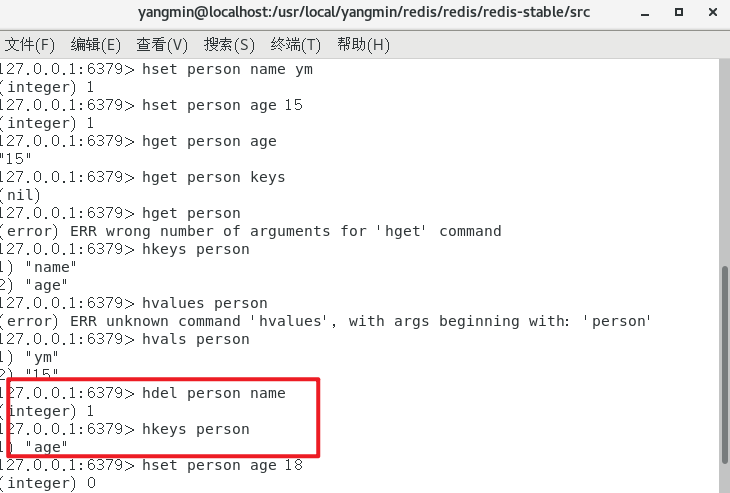 yangmin@localhost:/usr/local/yangmin/redis/redis/redis-stable/src
文件(F) 编辑(E) 查看(V) 搜索(S) 终端(T) 帮助(H)
127.0.0.1:6379> hset person name ym
(integer) 1
127.0.0.1:6379> hset person age 15
(integer) 1
127.0.0.1:6379> hget person age
"15"
127.0.0.1:6379> hget person keys
(nil)
127.0.0.1:6379> hget person
(error) ERR wrong number of arguments for 'hget' command
127.0.0.1:6379> hkeys person
1) "name"
2) "age"
127.0.0.1:6379> hvalues person
(error) ERR unknown command 'hvalues', with args beginning with: 'person'
127.0.0.1:6379> hvals person
1) "ym"
2) "15"
127.0.0.1:6379> hdel person name
(integer) 1
127.0.0.1:6379> hkeys person
1) "age"
127.0.0.1:6379> hset person age 18
(integer) 0